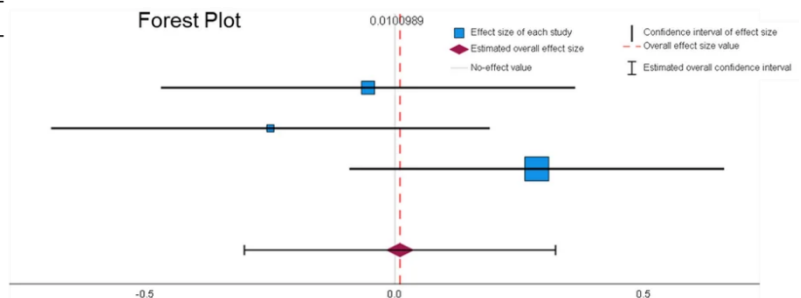 Forest Plot
0.0100989
Effect size of each study
Estimated overall effect size
No-effect value
Confidence interval of effect size
Overall effect size value
Estimated overall confidence interval
-0.5
0.0
0.5